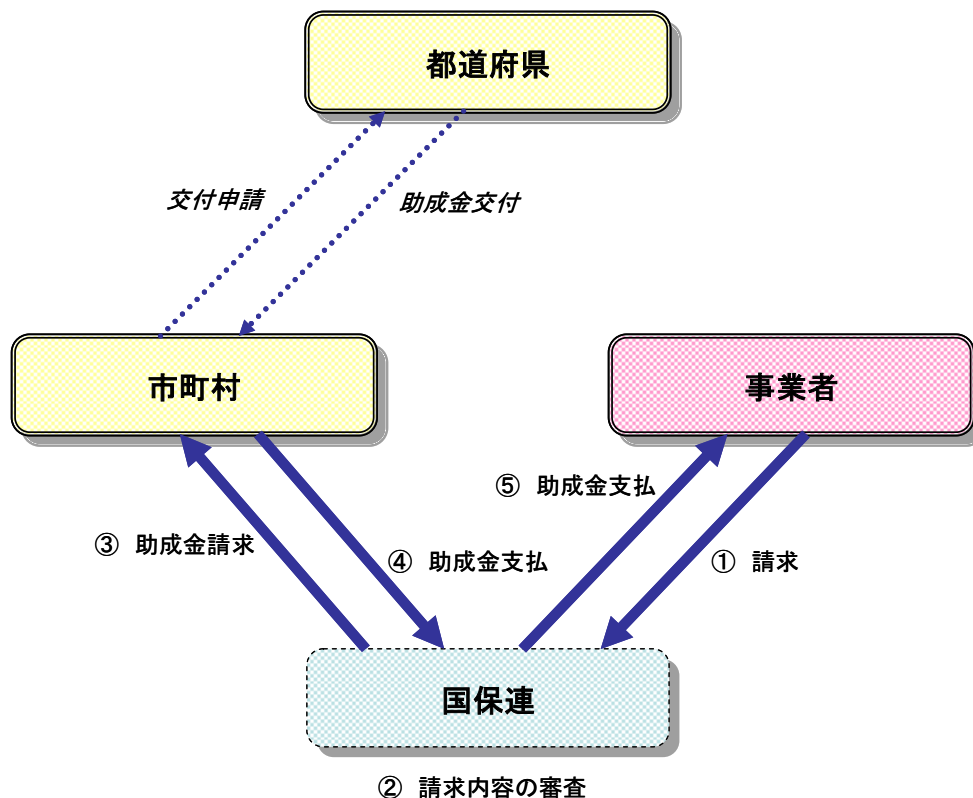 都道府県
交付申請
助成金交付
市町村
事業者
⑤ 助成金支払
③ 助成金請求
④ 助成金支払
① 請求
国保連
② 請求内容の審査